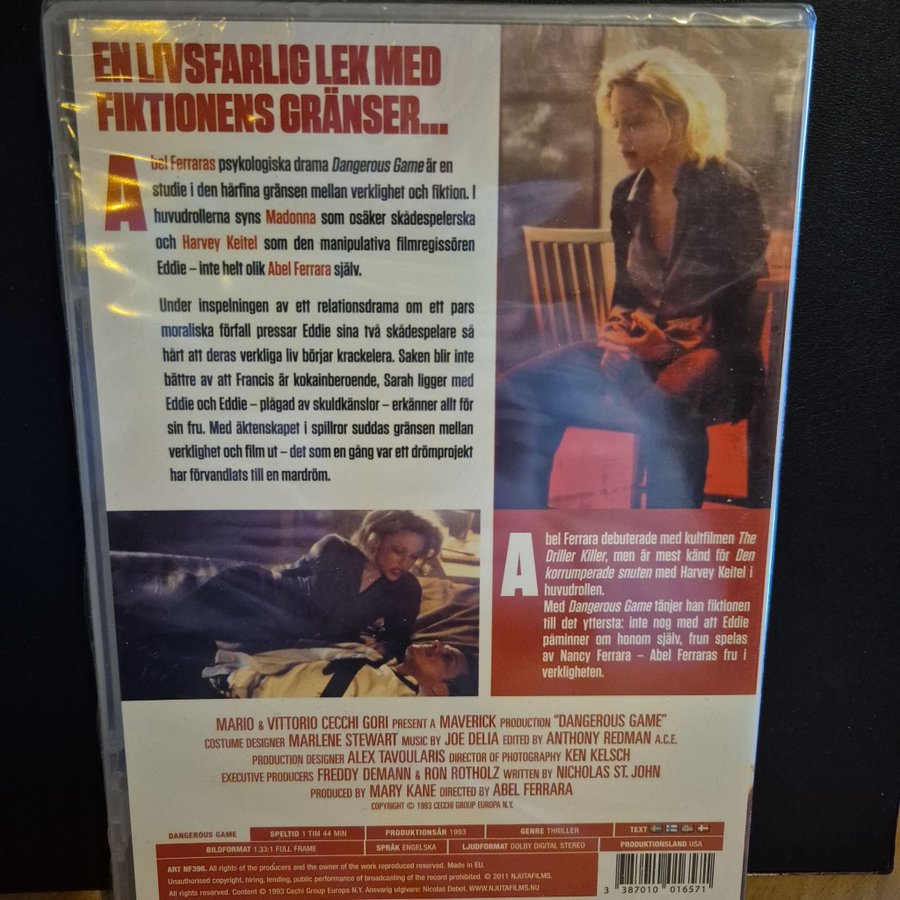 EN LIVSFARLIG LEK MED
FIKTIONENS GRÄNSER...
Abel Ferraras psykologiska drama Dangerous Game är en
studie i den hårfina gränsen mellan verklighet och fiktion. I
huvudrollerna syns Madonna som osäker skådespelerska
och Harvey Keitel som den manipulativa filmregissören
Eddie – inte helt olik Abel Ferrara själv.
Under inspelningen av ett relationsdrama om ett pars
moraliska förfall pressar Eddie sina två skådespelare så
hårt att deras verkliga liv börjar krackelera. Saken blir inte
bättre av att Francis är kokainberoende, Sarah ligger med
Eddie och Eddie – plågad av skuldkänslor – erkänner allt för
sin fru. Med äktenskapet i spillror suddas gränsen mellan
verklighet och film ut – det som en gång var ett drömprojekt
har förvandlats till en mardröm.
Abel Ferrara debuterade med kultfilmen The
Driller Killer, men är mest känd för Den
korrumperade snuten med Harvey Keitel i
huvudrollen.
Med Dangerous Game tänjer han fiktionen
till det yttersta: inte nog med att Eddie
påminner om honom själv, frun spelas
av Nancy Ferrara – Abel Ferraras fru i
verkligheten.
MARIO & VITTORIO CECCHI GORI PRESENT A MAVERICK PRODUCTION "DANGEROUS GAME"
COSTUME DESIGNER MARLENE STEWART MUSIC BY JOE DELIA EDITED BY ANTHONY REDMAN A.C.E.
PRODUCTION DESIGNER ALEX TAVOULARIS DIRECTOR OF PHOTOGRAPHY KEN KELSCH
EXECUTIVE PRODUCERS FREDDY DEMANN & RON ROTHOLZ WRITTEN BY NICHOLAS ST. JOHN
PRODUCED BY MARY KANE DIRECTED BY ABEL FERRARA
COPYRIGHT © 1993 CECCHI GROUP EUROPA N.Y.
DANGEROUS GAME SPELTID 1 TIM 44 MIN PRODUKTIONSÅR 1993 GENRE THRILLER TEXT
BILDFORMAT 1.33:1 FULL FRAME SPRÅK ENGELSKA LJUDFORMAT DOLBY DIGITAL STEREO PRODUKTIONSLAND USA
ART NF396. All rights of the producers and the owner of the work reproduced reserved. Made in EU.
Unauthorised copying, hiring, lending, public performance of broadcasting of the record prohibited. © 2011 NJUTAFILMS.
All rights reserved. Content © 1993 Cechi Group Europa N.Y. Ansvarig utgivare: Nicolas Debot. WWW.NJUTAFILMS.NU
3 387010 016571